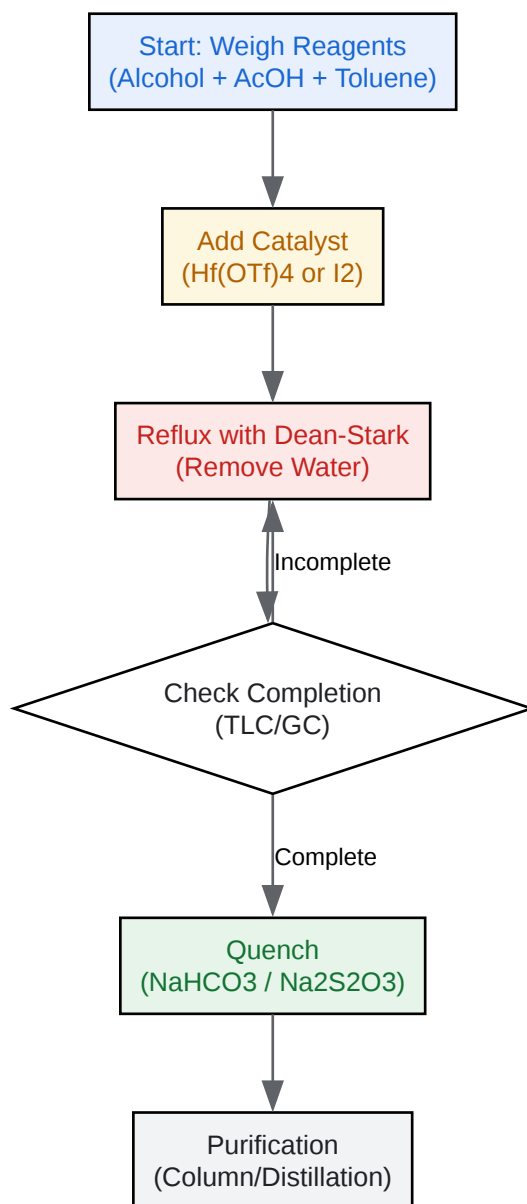 Start: Weigh Reagents
(Alcohol + AcOH + Toluene)
Add Catalyst
(Hf(OTf)4 or I2)
Reflux with Dean-Stark
(Remove Water)
Incomplete
Check Completion
(TLC/GC)
Complete
Quench
(NaHCO3 / Na2S2O3)
Purification
(Column/Distillation)